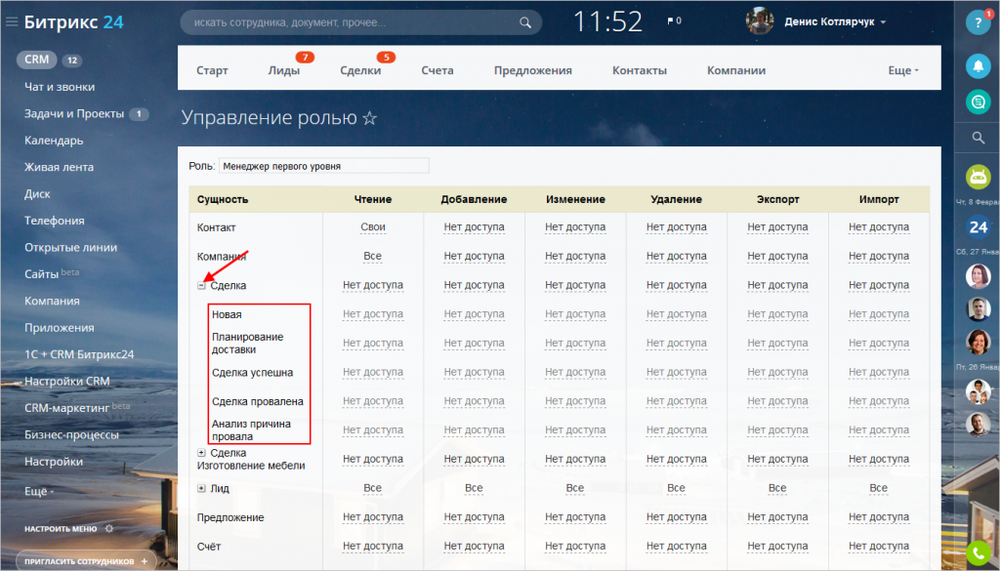 Битрикс 24
искать сотрудника, документ, прочее...
11:52
0
Денис Котлярчук
?
1
CRM 12
Чат и звонки
Задачи и Проекты 1
Календарь
Живая лента
Диск
Телефония
Открытые линии
Сайты beta
Компания
Приложения
1С + CRM Битрикс24
Настройки CRM
CRM-маркетинг beta
Бизнес-процессы
Настройки
Ещё
НАСТРОИТЬ МЕНЮ
ПРИГЛАСИТЬ СОТРУДНИКОВ +
Старт Лиды 7 Сделки 5 Счета Предложения Контакты Компании Еще
Управление ролью
Роль: Менеджер первого уровня
Сущность Чтение Добавление Изменение Удаление Экспорт Импорт
Контакт Свои Нет доступа Нет доступа Нет доступа Нет доступа Нет доступа
Компания Все Нет доступа Нет доступа Нет доступа Нет доступа Нет доступа
Сделка Нет доступа Нет доступа Нет доступа Нет доступа Нет доступа Нет доступа
Новая Нет доступа Нет доступа Нет доступа Нет доступа Нет доступа Нет доступа
Планирование
доставки Нет доступа Нет доступа Нет доступа Нет доступа Нет доступа Нет доступа
Сделка успешна Нет доступа Нет доступа Нет доступа Нет доступа Нет доступа Нет доступа
Сделка провалена Нет доступа Нет доступа Нет доступа Нет доступа Нет доступа Нет доступа
Анализ причина
провала Нет доступа Нет доступа Нет доступа Нет доступа Нет доступа Нет доступа
Сделка
Изготовление мебели Нет доступа Нет доступа Нет доступа Нет доступа Нет доступа Нет доступа
Лид Все Все Все Все Все Все
Предложение Нет доступа Нет доступа Нет доступа Нет доступа Нет доступа Нет доступа
Счёт Нет доступа Нет доступа Нет доступа Нет доступа Нет доступа Нет доступа
Чт, 8 Февра
24
Сб, 27 Янва
Пт, 26 Янва